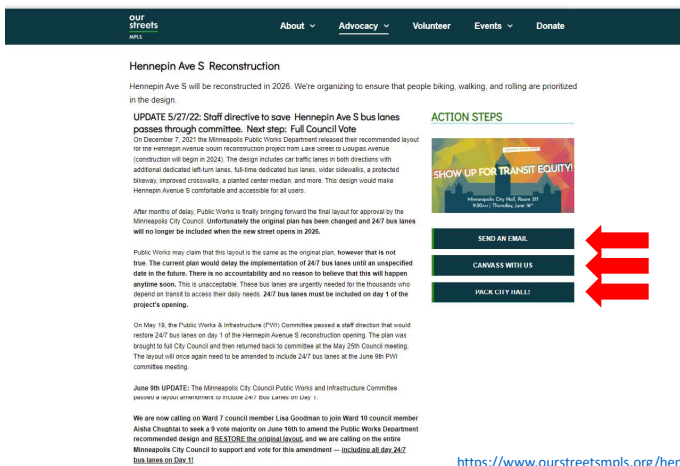 our
streets
MPLS
About
Advocacy
Volunteer
Events
Donate
Hennepin Ave S Reconstruction
Hennepin Ave S will be reconstructed in 2026. We're organizing to ensure that people biking, walking, and rolling are prioritized
in the design.
UPDATE 5/27/22: Staff directive to save Hennepin Ave S bus lanes
passes through committee. Next step: Full Council Vote
On December 7, 2021 the Minneapolis Public Works Department released their recommended layout
for the Hennepin Avenue South reconstruction project from Lake Street to Douglas Avenue
(construction will begin in 2024). The design includes car traffic lanes in both directions with
additional dedicated left-turn lanes, full-time dedicated bus lanes, wider sidewalks, a protected
bikeway, improved crosswalks, a planted center median, and more. This design would make
Hennepin Avenue S comfortable and accessible for all users.
After months of delay, Public Works is finally bringing forward the final layout for approval by the
Minneapolis City Council. Unfortunately the original plan has been changed and 24/7 bus lanes
will no longer be included when the new street opens in 2026.
Public Works may claim that this layout is the same as the original plan, however that is not
true. The current plan would delay the implementation of 24/7 bus lanes until an unspecified
date in the future. There is no accountability and no reason to believe that this will happen
anytime soon. This is unacceptable. These bus lanes are urgently needed for the thousands who
depend on transit to access their daily needs. 24/7 bus lanes must be included on day 1 of the
project's opening.
On May 19, the Public Works & Infrastructure (PWI) Committee passed a staff direction that would
restore 24/7 bus lanes on day 1 of the Hennepin Avenue S reconstruction opening. The plan was
brought to full City Council and then returned back to committee at the May 25th Council meeting.
The layout will once again need to be amended to include 24/7 bus lanes at the June 9th PWI
committee meeting.
June 9th UPDATE: The Minneapolis City Council Public Works and Infrastructure Committee
passed a layout amendment to include 24/7 Bus Lanes on Day 1.
We are now calling on Ward 7 council member Lisa Goodman to join Ward 10 council member
Aisha Chughtai to seek a 9 vote majority on June 16th to amend the Public Works Department
recommended design and RESTORE the original layout, and we are calling on the entire
Minneapolis City Council to support and vote for this amendment — including all day 24/7
bus lanes on Day 1!
ACTION STEPS
SHOW UP FOR TRANSIT EQUITY!
Minneapolis City Hall, Room 317
9:30am | Thursday, June 16th
SEND AN EMAIL
CANVASS WITH US
PACK CITY HALL!
https://www.ourstreetsmpls.org/hen